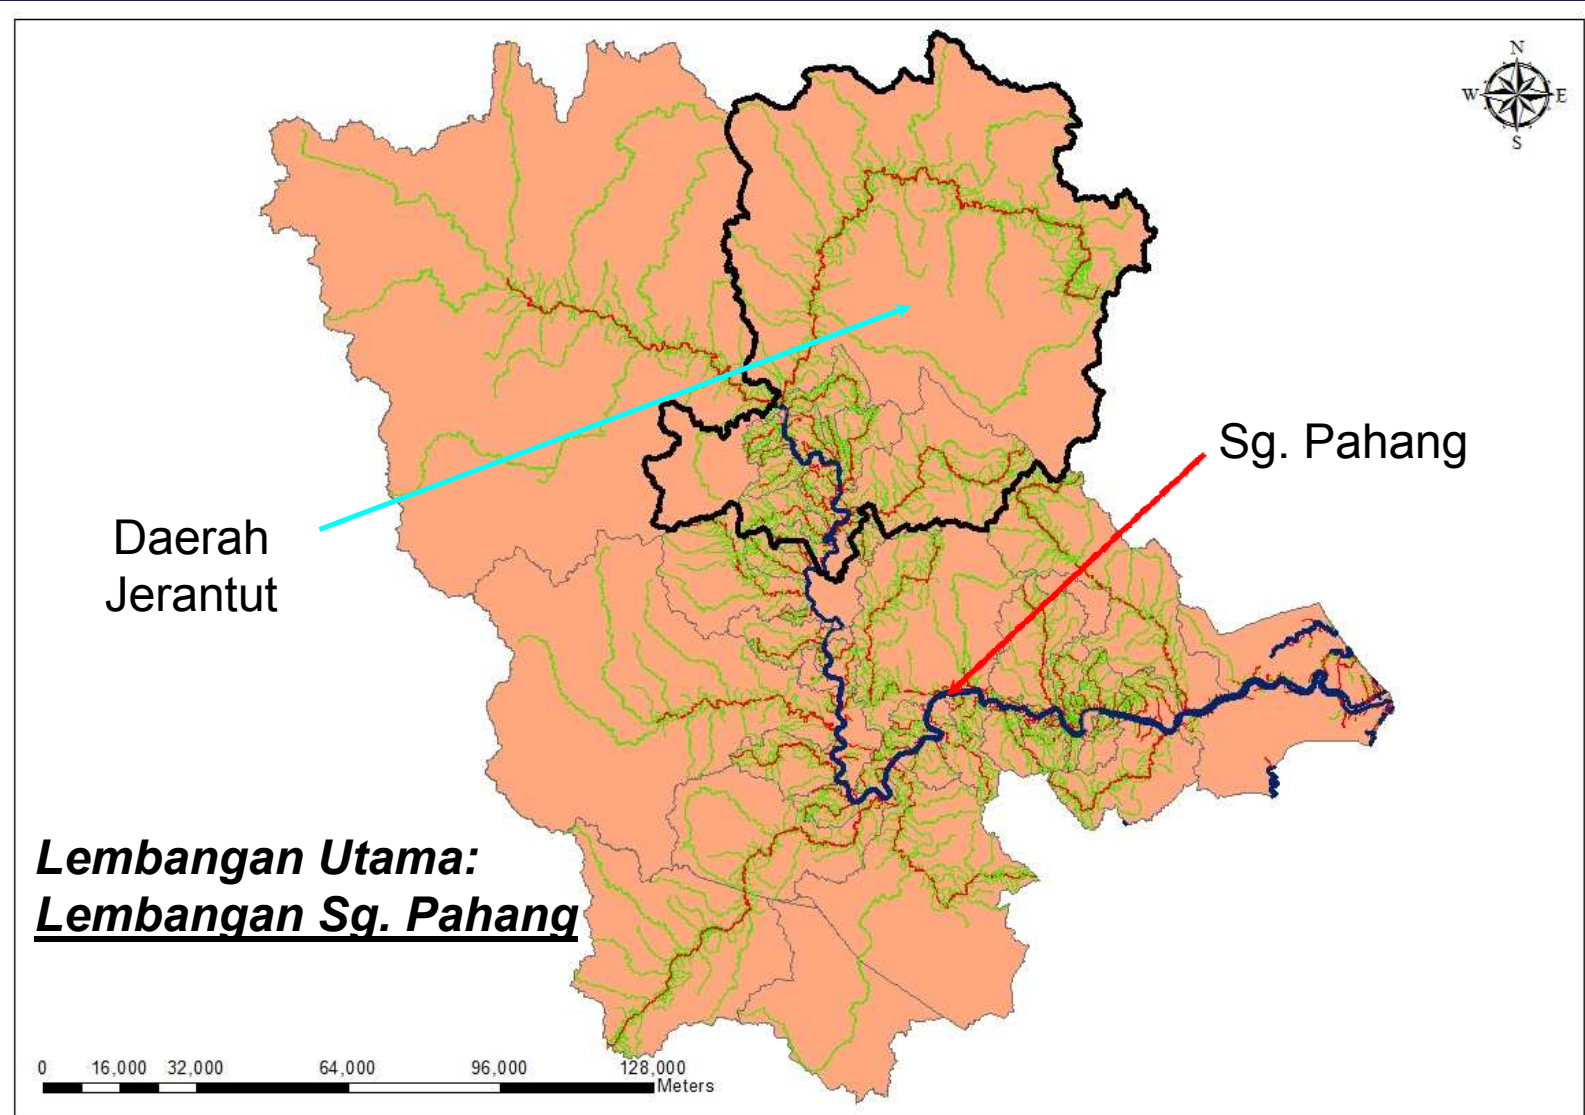 N
W E
S
Sg. Pahang
Daerah
Jerantut
Lembangan Utama:
Lembangan Sg. Pahang
0 16,000 32,000 64,000 96,000 128,000
Meters